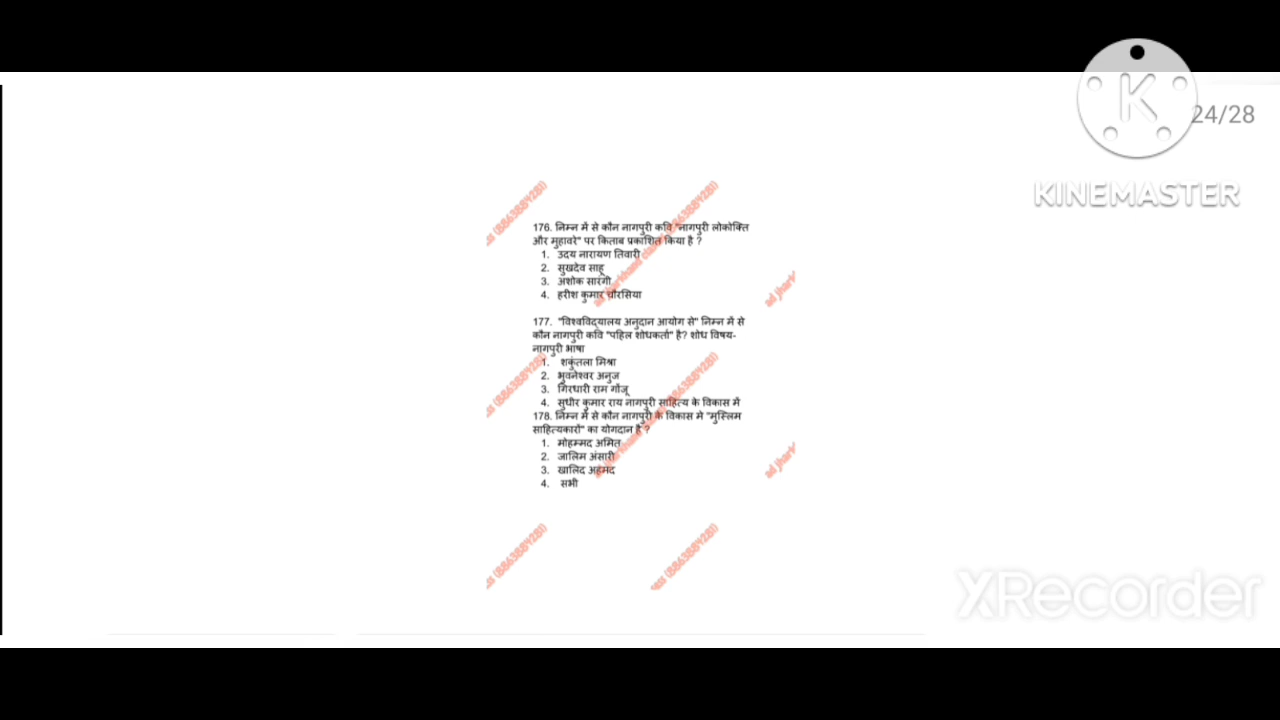 24/28
KINEMASTER
176. निम्न में से कौन नागपुरी कवि "नागपुरी लोकोक्ति
और मुहावरे" पर किताब प्रकाशित किया है ?
1. उदय नारायण तिवारी
2. सुखदेव साहू
3. अशोक सारंगी
4. हरीश कुमार चौरसिया
177. "विश्वविद्यालय अनुदान आयोग से" निम्न में से
कौन नागपुरी कवि "पहिल शोधकर्ता" है? शोध विषय-
नागपुरी भाषा
1. शकुंतला मिश्रा
2. भुवनेश्वर अनुज
3. गिरधारी राम गोंजू
4. सुधीर कुमार राय नागपुरी साहित्य के विकास में
178. निम्न में से कौन नागपुरी के विकास मे "मुस्लिम
साहित्यकारों" का योगदान है ?
1. मोहम्मद अमित
2. जालिम अंसारी
3. खालिद अहमद
4. सभी
XRecorder